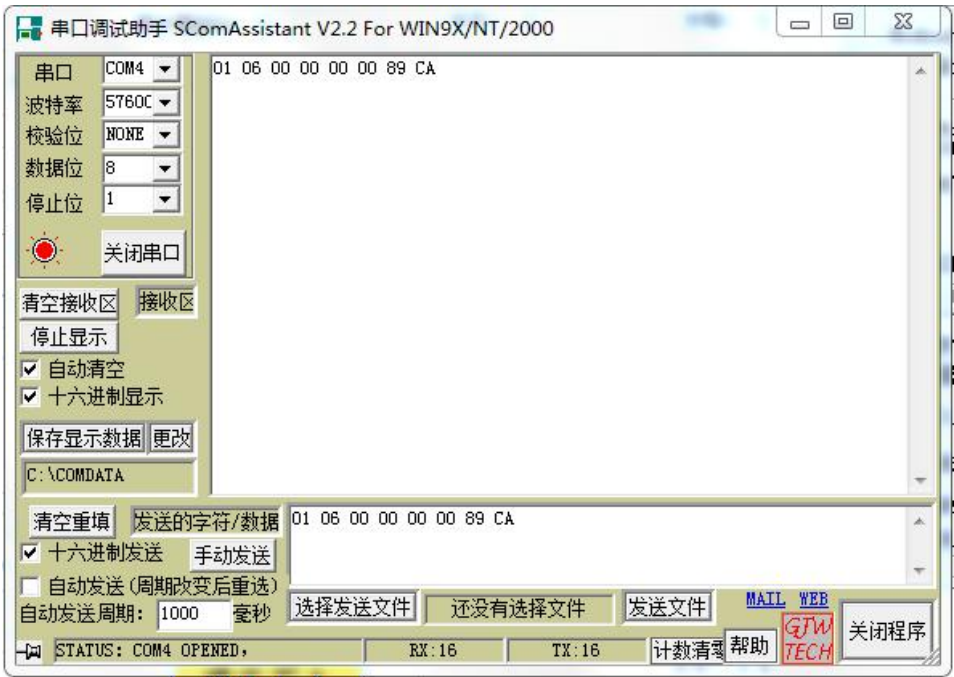 串口调试助手 SComAssistant V2.2 For WIN9X/NT/2000
串口 COM4
波特率 57600
校验位 NONE
数据位 8
停止位 1
关闭串口
01 06 00 00 00 00 89 CA
清空接收区 接收区
停止显示
自动清空
十六进制显示
保存显示数据 更改
C:\COMDATA
清空重填 发送的字符/数据
01 06 00 00 00 00 89 CA
十六进制发送 手动发送
自动发送(周期改变后重选)
自动发送周期: 1000 毫秒
选择发送文件 还没有选择文件 发送文件
MAIL WEB
GJW
TECH
关闭程序
STATUS: COM4 OPENED, RX:16 TX:16 计数清零 帮助